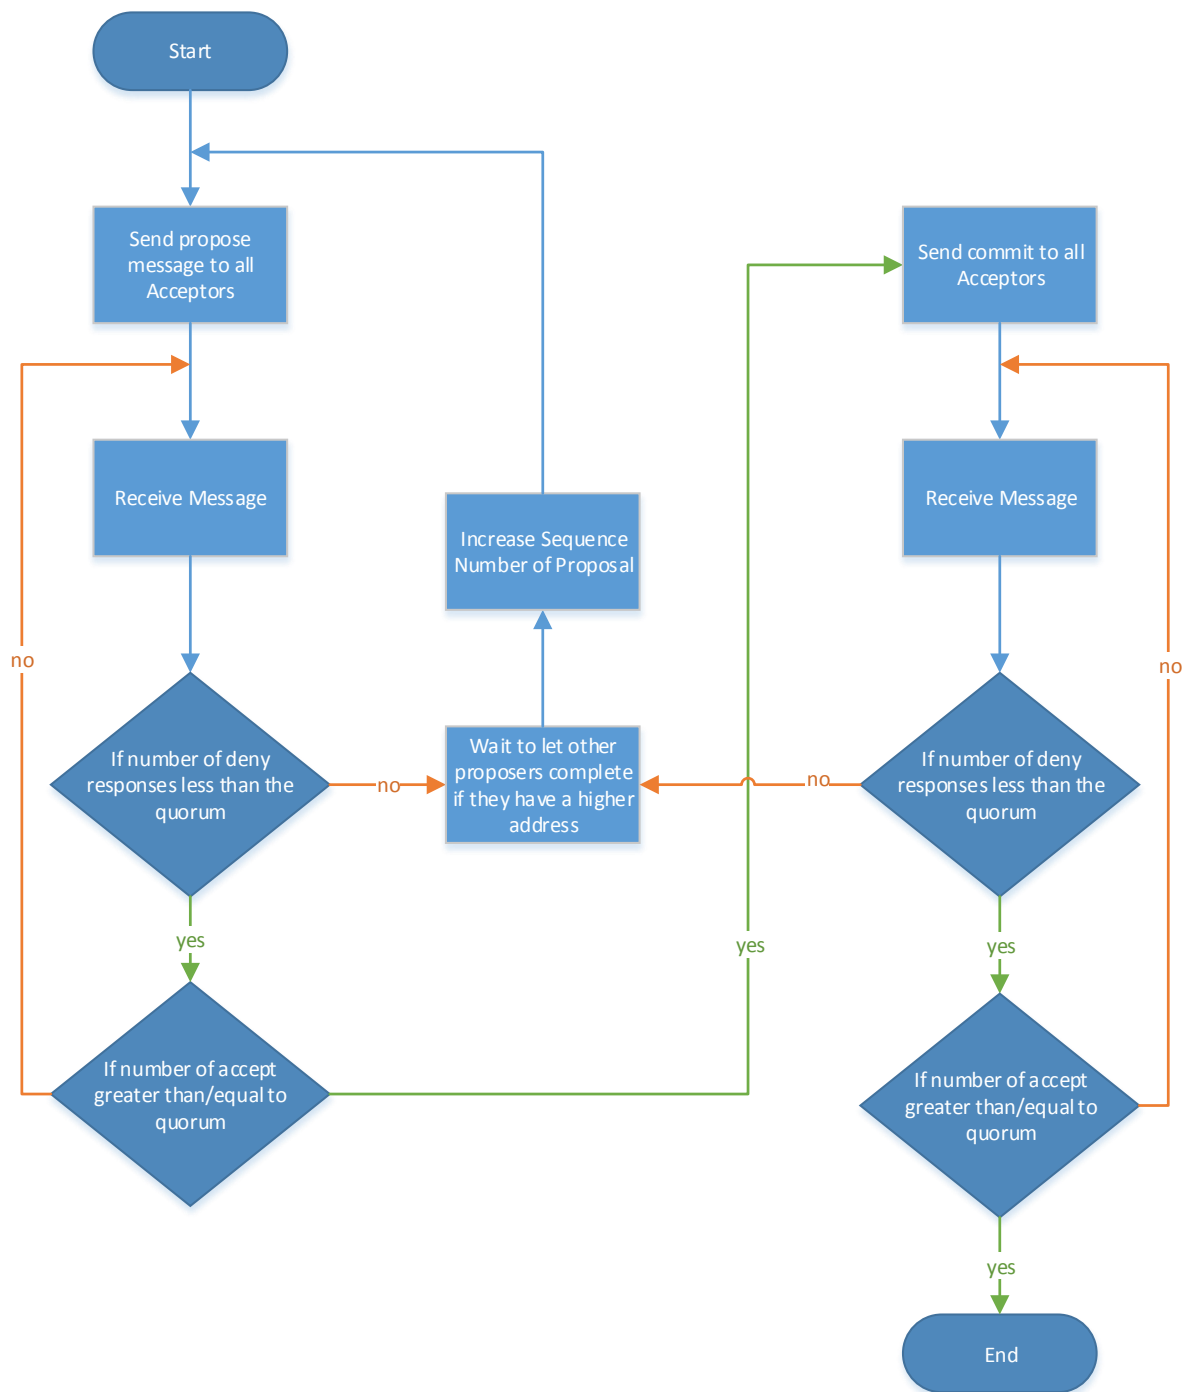 Start
Send propose
message to all
Acceptors
Receive Message
no
If number of deny
responses less than the
quorum
no
yes
If number of accept
greater than/equal to
quorum
Increase Sequence
Number of Proposal
Wait to let other
proposers complete
if they have a higher
address
yes
no
Send commit to all
Acceptors
Receive Message
no
If number of deny
responses less than the
quorum
yes
If number of accept
greater than/equal to
quorum
yes
End